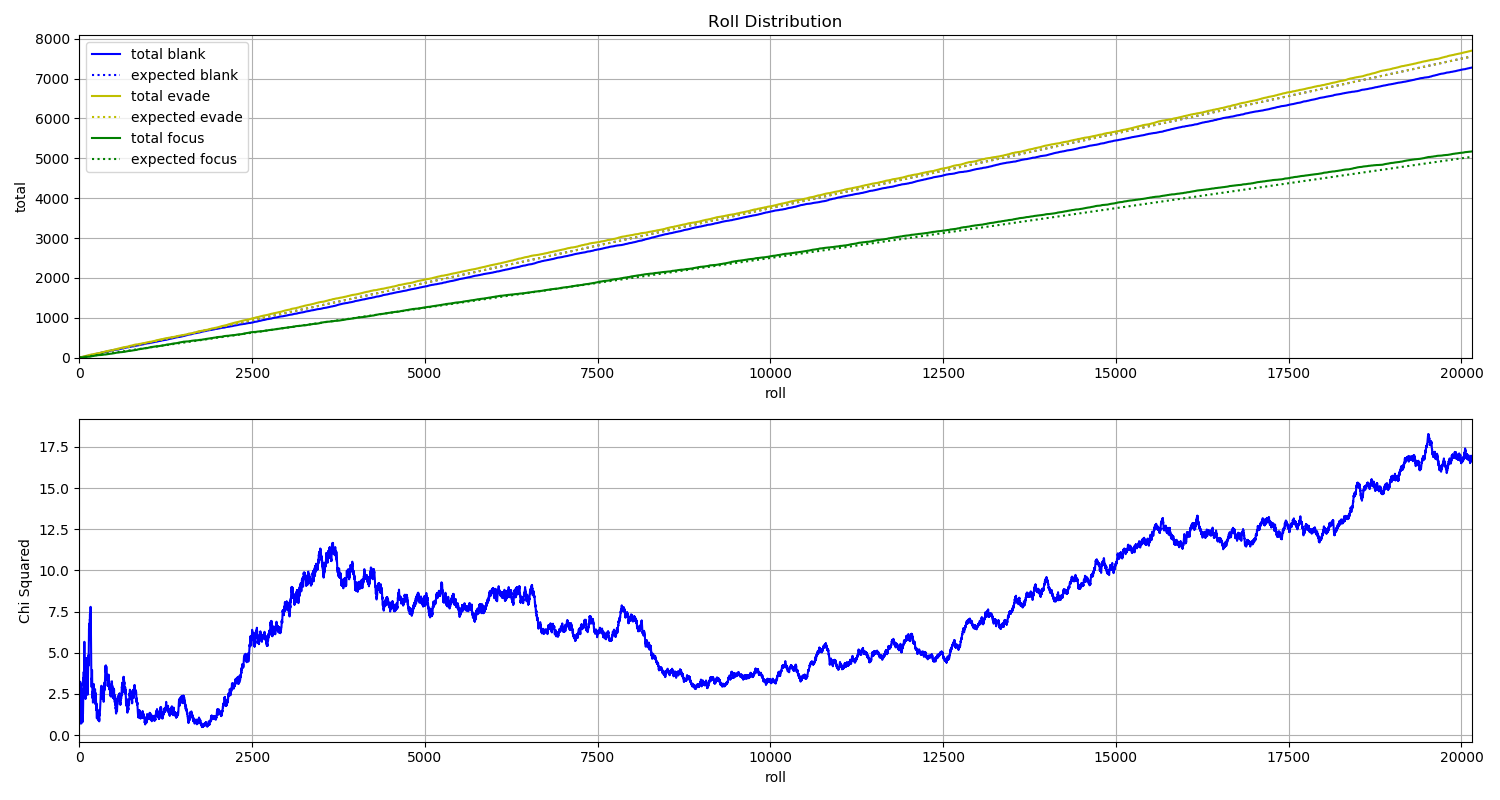 Roll Distribution
total blank
expected blank
total evade
expected evade
total focus
expected focus
total
8000
7000
6000
5000
4000
3000
2000
1000
0
0 2500 5000 7500 10000 12500 15000 17500 20000
roll
Chi Squared
17.5
15.0
12.5
10.0
7.5
5.0
2.5
0.0
0 2500 5000 7500 10000 12500 15000 17500 20000
roll